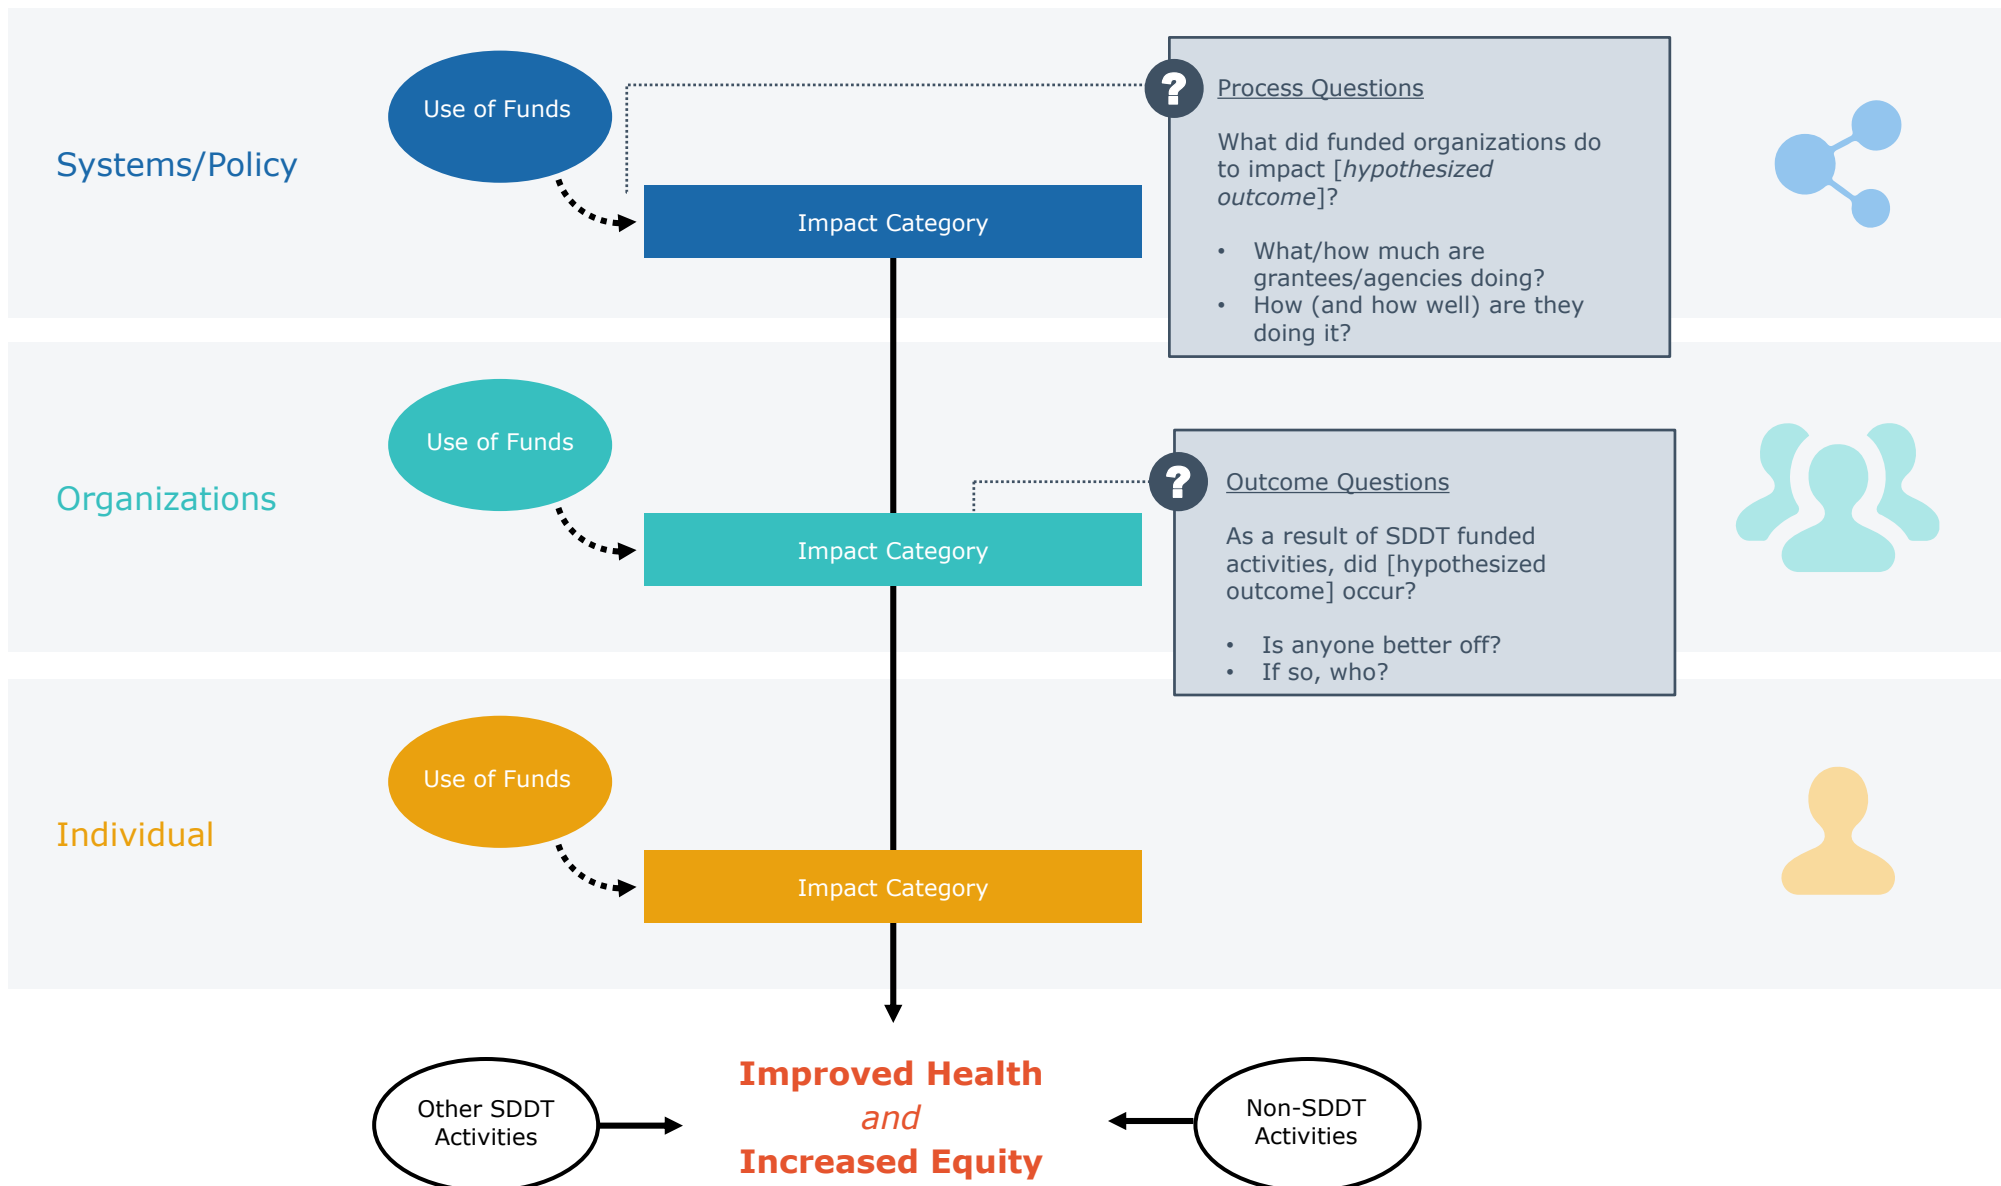 Systems/Policy
Use of Funds
Impact Category
?
Process Questions
What did funded organizations do
to impact [hypothesized
outcome]?
• What/how much are
grantees/agencies doing?
• How (and how well) are they
doing it?
Organizations
Use of Funds
Impact Category
?
Outcome Questions
As a result of SDDT funded
activities, did [hypothesized
outcome] occur?
• Is anyone better off?
• If so, who?
Individual
Use of Funds
Impact Category
Other SDDT
Activities
Improved Health
and
Increased Equity
Non-SDDT
Activities